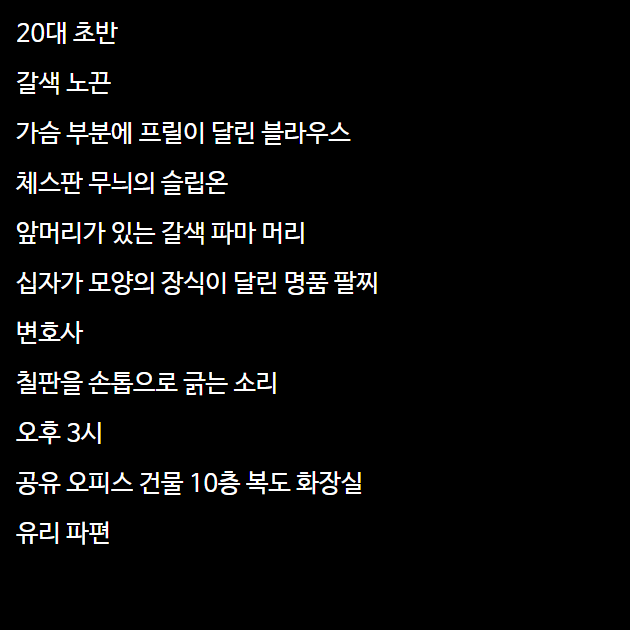 20대 초반
갈색 노끈
가슴 부분에 프릴이 달린 블라우스
체스판 무늬의 슬립온
앞머리가 있는 갈색 파마 머리
십자가 모양의 장식이 달린 명품 팔찌
변호사
칠판을 손톱으로 긁는 소리
오후 3시
공유 오피스 건물 10층 복도 화장실
유리 파편